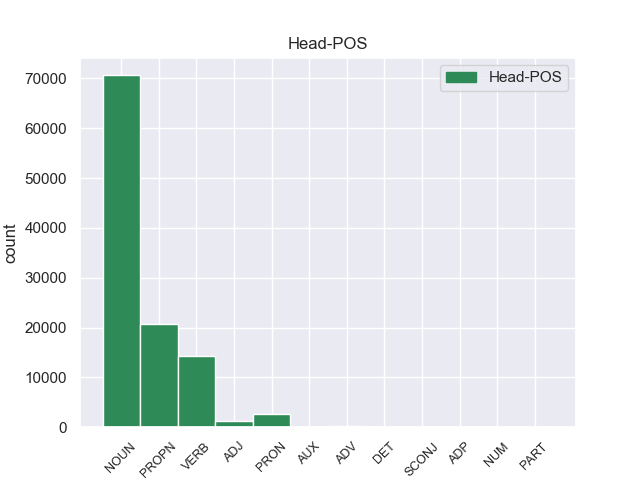 Head-POS
Head-POS
70000
60000
50000
40000
30000
20000
10000
0
count
NOUN PROPN VERB ADJ PRON AUX ADV DET SCONJ ADP NUM PART